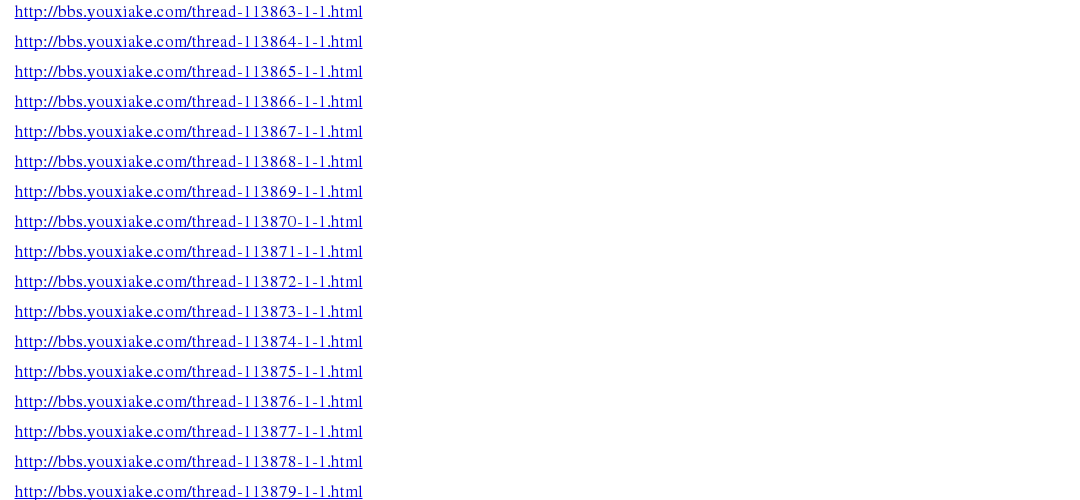 http://bbs.youxiake.com/thread-113863-1-1.html
http://bbs.youxiake.com/thread-113864-1-1.html
http://bbs.youxiake.com/thread-113865-1-1.html
http://bbs.youxiake.com/thread-113866-1-1.html
http://bbs.youxiake.com/thread-113867-1-1.html
http://bbs.youxiake.com/thread-113868-1-1.html
http://bbs.youxiake.com/thread-113869-1-1.html
http://bbs.youxiake.com/thread-113870-1-1.html
http://bbs.youxiake.com/thread-113871-1-1.html
http://bbs.youxiake.com/thread-113872-1-1.html
http://bbs.youxiake.com/thread-113873-1-1.html
http://bbs.youxiake.com/thread-113874-1-1.html
http://bbs.youxiake.com/thread-113875-1-1.html
http://bbs.youxiake.com/thread-113876-1-1.html
http://bbs.youxiake.com/thread-113877-1-1.html
http://bbs.youxiake.com/thread-113878-1-1.html
http://bbs.youxiake.com/thread-113879-1-1.html